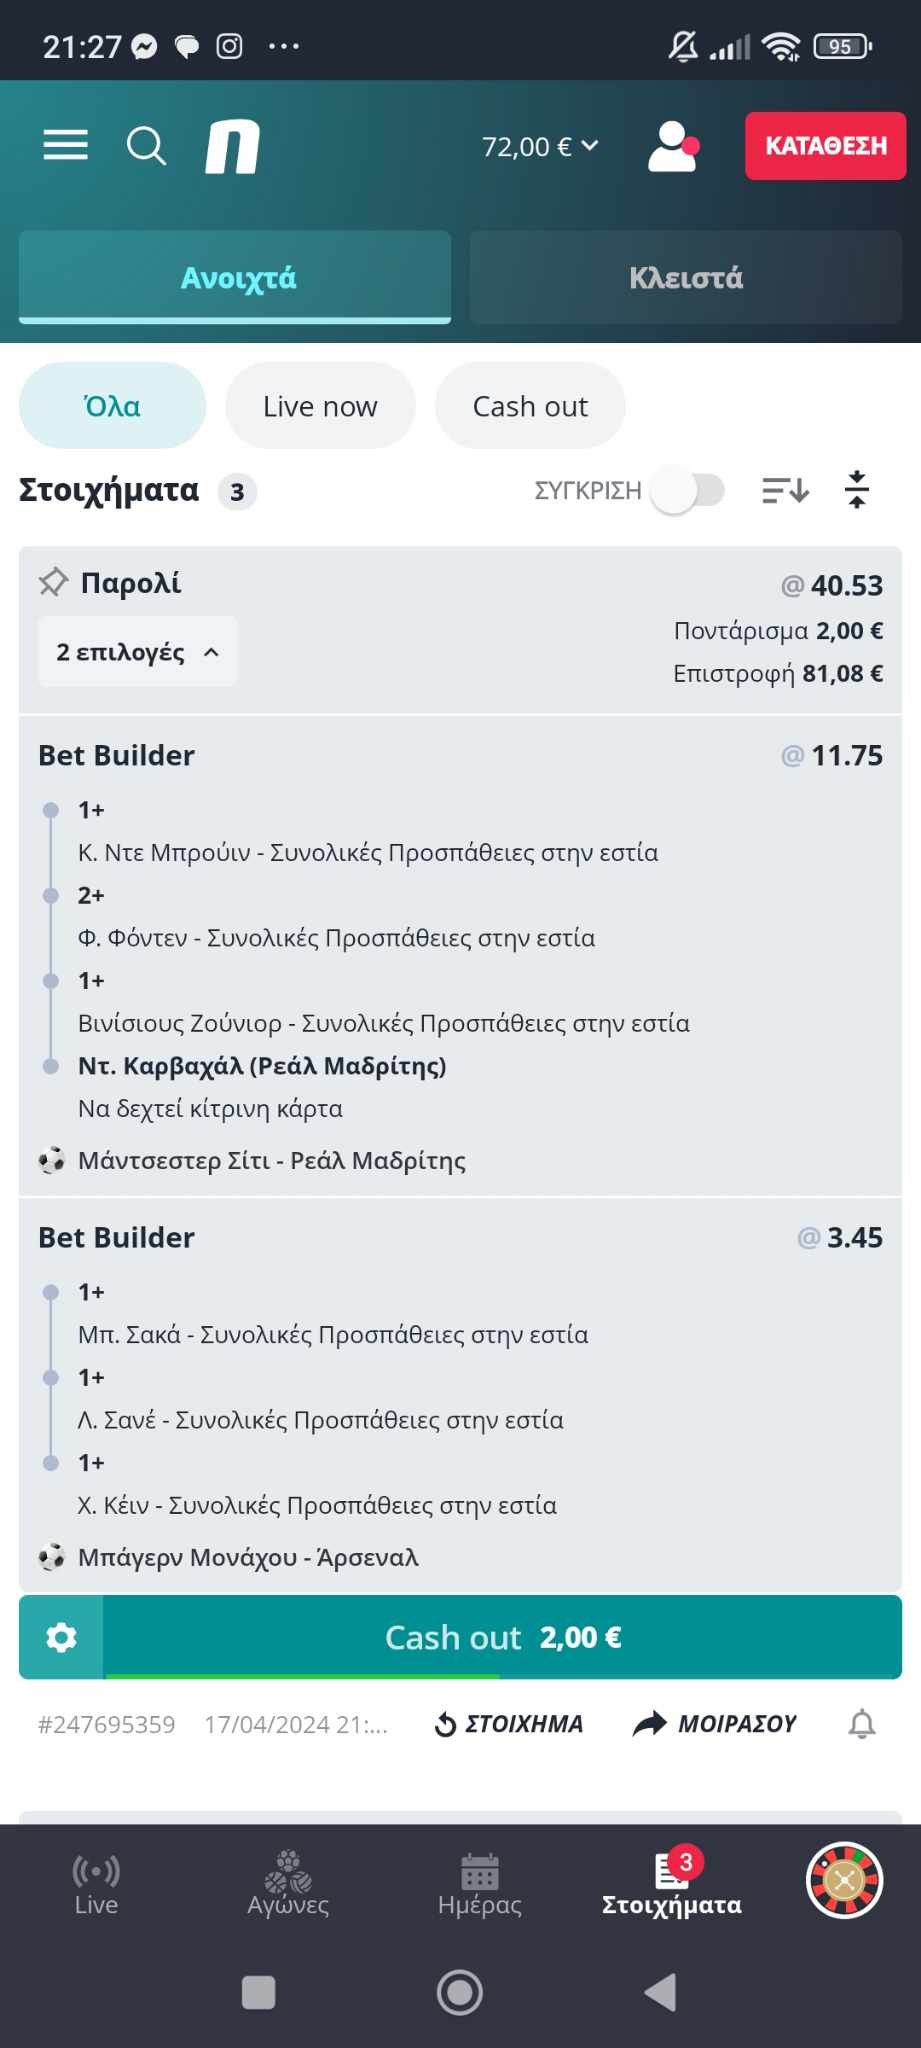 21:27
95
n
72,00 €
ΚΑΤΑΘΕΣΗ
Ανοιχτά
Κλειστά
Όλα
Live now
Cash out
Στοιχήματα 3
ΣΥΓΚΡΙΣΗ
Παρολί
@ 40.53
2 επιλογές
Ποντάρισμα 2,00 €
Επιστροφή 81,08 €
Bet Builder
@ 11.75
1+
Κ. Ντε Μπρούιν - Συνολικές Προσπάθειες στην εστία
2+
Φ. Φόντεν - Συνολικές Προσπάθειες στην εστία
1+
Βινίσιους Ζούνιορ - Συνολικές Προσπάθειες στην εστία
Ντ. Καρβαχάλ (Ρεάλ Μαδρίτης)
Να δεχτεί κίτρινη κάρτα
Μάντσεστερ Σίτι - Ρεάλ Μαδρίτης
Bet Builder
@ 3.45
1+
Μπ. Σακά - Συνολικές Προσπάθειες στην εστία
1+
Λ. Σανέ - Συνολικές Προσπάθειες στην εστία
1+
Χ. Κέιν - Συνολικές Προσπάθειες στην εστία
Μπάγερν Μονάχου - Άρσεναλ
Cash out 2,00 €
#247695359
17/04/2024 21:...
ΣΤΟΙΧΗΜΑ
ΜΟΙΡΑΣΟΥ
3
Live
Αγώνες
Ημέρας
Στοιχήματα